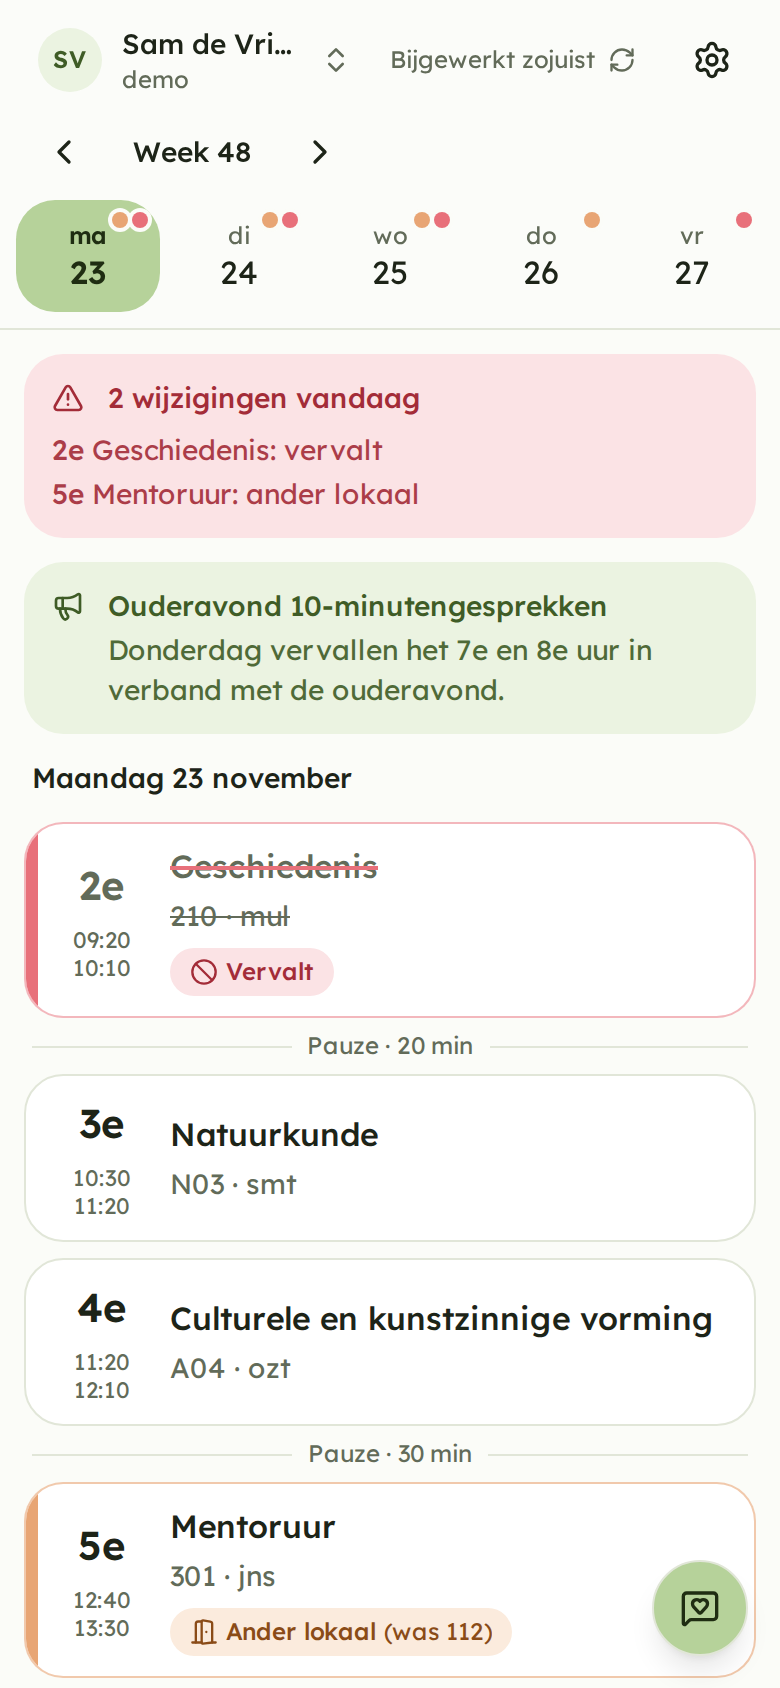 SV
Sam de Vri...
demo
Bijgewerkt zojuist
Week 48
ma
23
di
24
wo
25
do
26
vr
27
2 wijzigingen vandaag
2e Geschiedenis: vervalt
5e Mentoruur: ander lokaal
Ouderavond 10-minutengesprekken
Donderdag vervallen het 7e en 8e uur in
verband met de ouderavond.
Maandag 23 november
2e
09:20
10:10
Geschiedenis
210 · mul
Vervalt
Pauze · 20 min
3e
10:30
11:20
Natuurkunde
N03 · smt
4e
11:20
12:10
Culturele en kunstzinnige vorming
A04 · ozt
Pauze · 30 min
5e
12:40
13:30
Mentoruur
301 · jns
Ander lokaal (was 112)